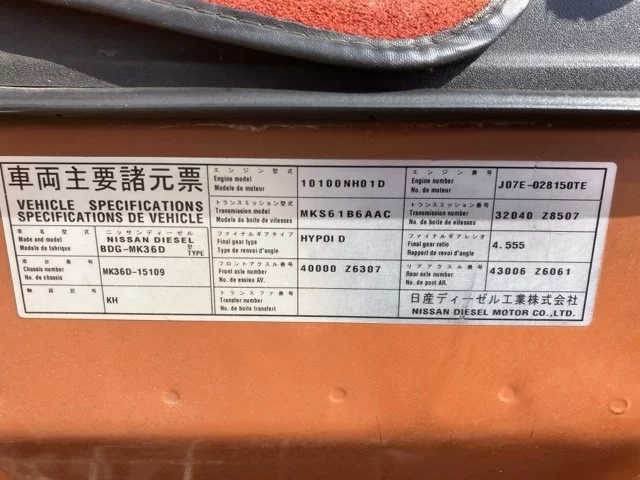 車両主要諸元票
VEHICLE SPECIFICATIONS
SPECIFICATIONS DE VEHICLE
車名型式
Made and model
Modele de fabrique
ニッサンディーゼル
NISSAN DIESEL
BDG-MK36D 型 TYPE
車台番号
Chassis number
No. de chassis
MK36D-15109
軸距記号
KH
エンジン型式
Engine model
Modele de moteur
10100NH01D
トランスミッション型式
Transmission model
Modele de boite de vitesses
MKS61B6AAC
ファイナルギアタイプ
Final gear type
Type de renvoi d'angle
HYPOID
フロントアクスル番号
Front axle number
No. de essieu AV.
40000 Z6307
トランスファ番号
Transfer number
No. de boite transfert
エンジン番号
Engine number
No. de moteur
J07E-028150TE
トランスミッション番号
Transmission number
No. de boite de vitesses
32040 Z8507
ファイナルギアレシオ
Final gear ratio
Rapport de renvoi d'angle
4.555
リアアクスル番号
Rear axle number
No. de pont AR.
43006 Z6061
日産ディーゼル工業株式会社
NISSAN DIESEL MOTOR CO.,LTD.